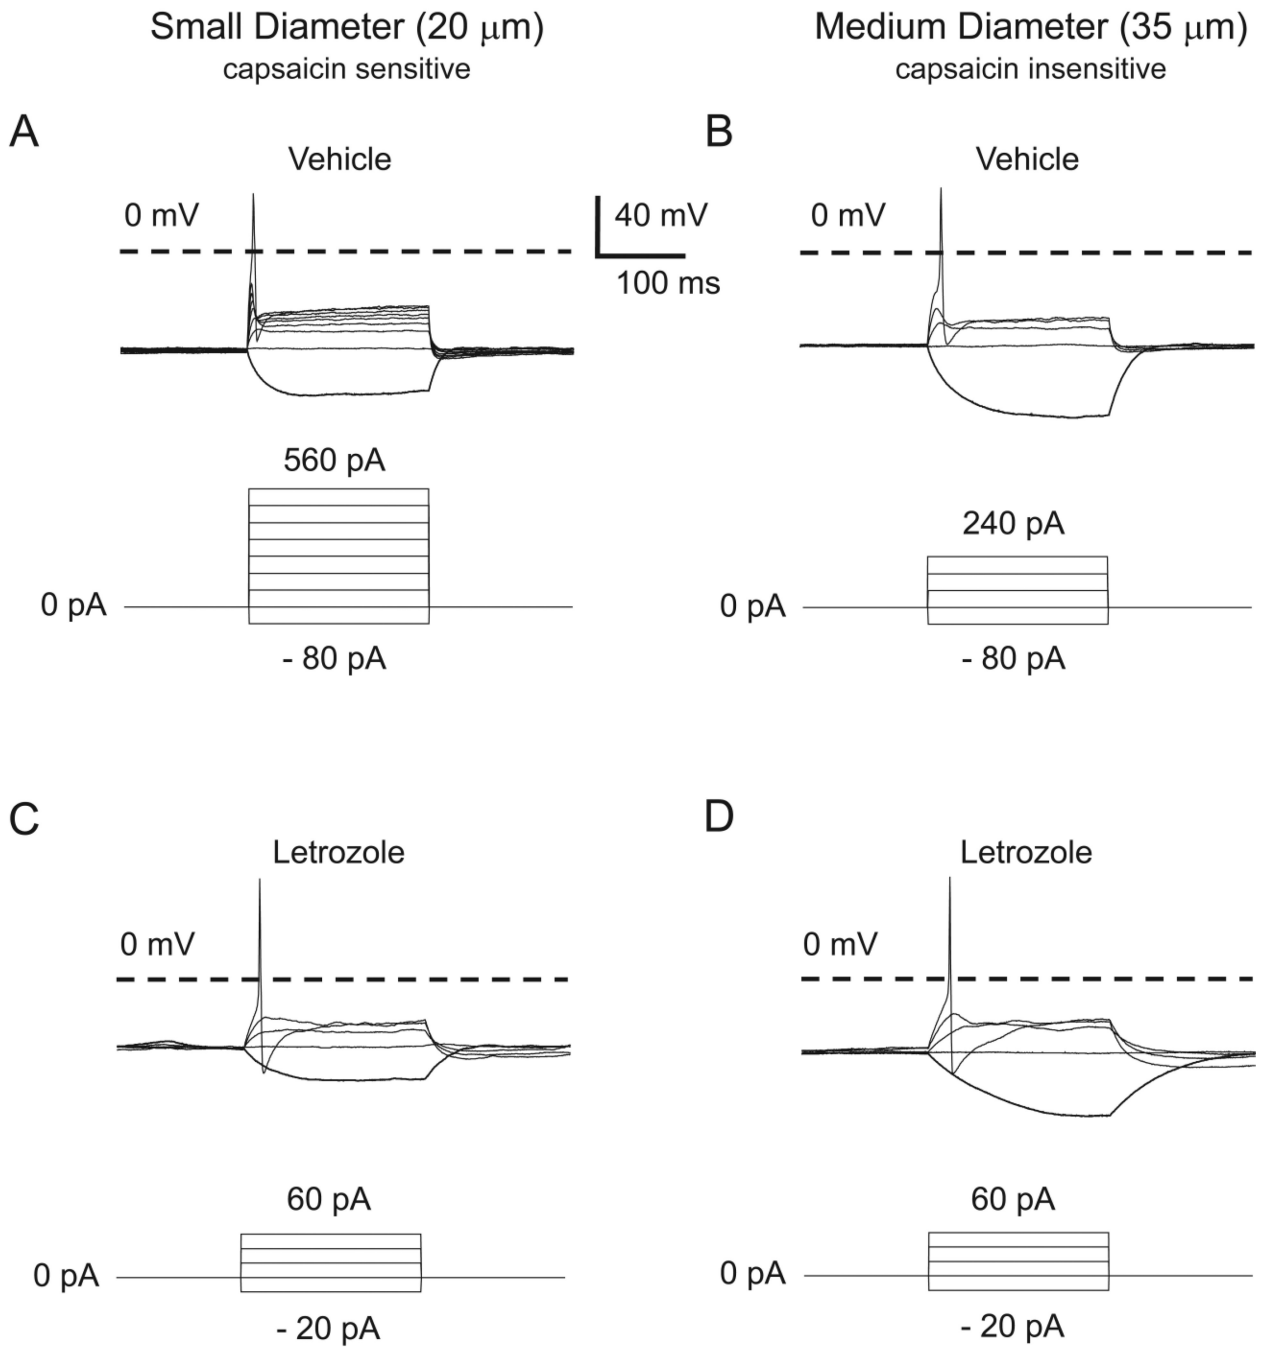 Small Diameter (20 μm)
capsaicin sensitive
Medium Diameter (35 μm)
capsaicin insensitive
A
Vehicle
0 mV
40 mV
100 ms
560 pA
0 pA
- 80 pA
B
Vehicle
0 mV
240 pA
0 pA
- 80 pA
C
Letrozole
0 mV
60 pA
0 pA
- 20 pA
D
Letrozole
0 mV
60 pA
0 pA
- 20 pA